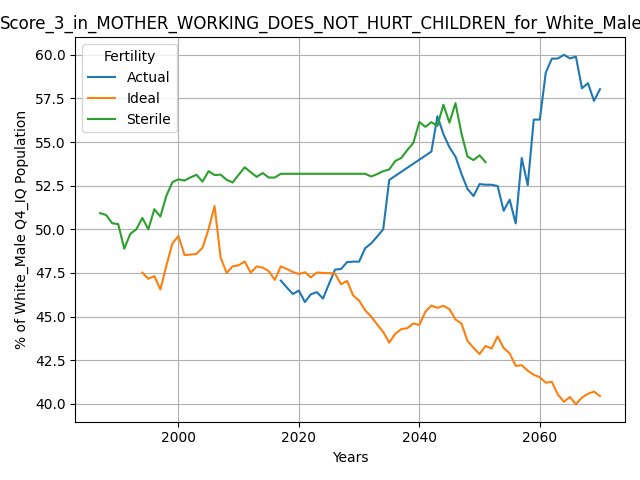 Score_3_in_MOTHER_WORKING_DOES_NOT_HURT_CHILDREN_for_White_Male
Fertility
Actual
Ideal
Sterile
% of White_Male Q4_IQ Population
60.0
57.5
55.0
52.5
50.0
47.5
45.0
42.5
40.0
2000 2020 2040 2060
Years